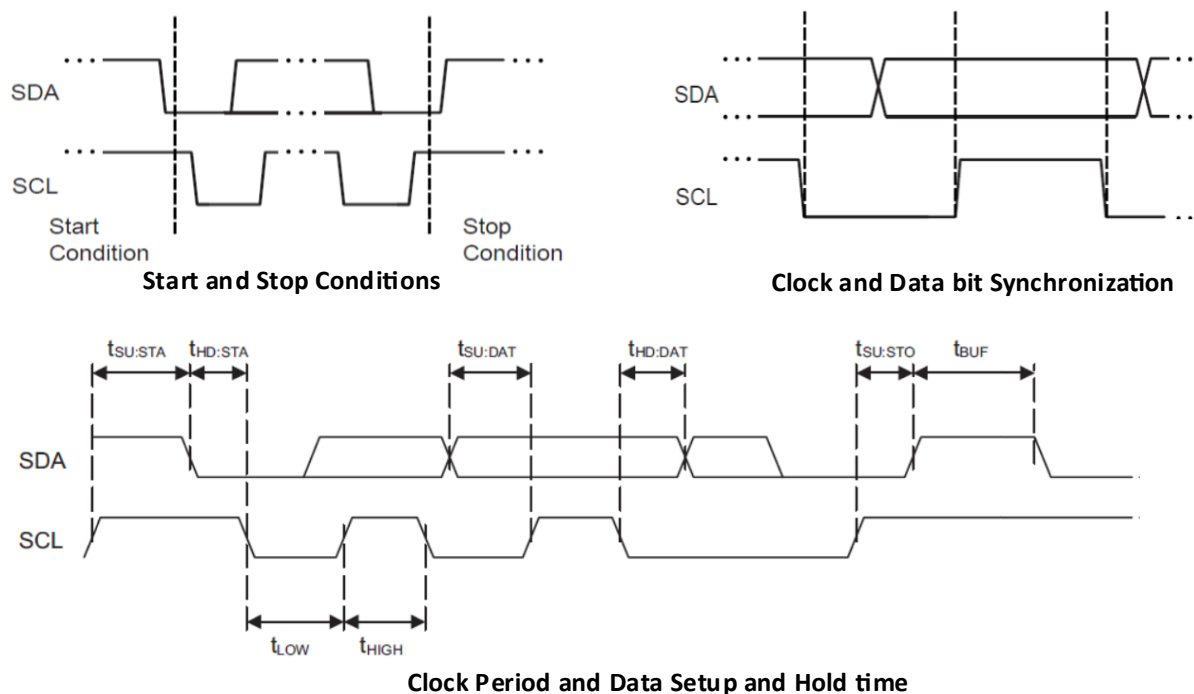 SDA
SCL
Start
Condition
Stop
Condition
Start and Stop Conditions
SDA
SCL
Clock and Data bit Synchronization
tSU:STA tHD:STA tSU:DAT tHD:DAT tSU:STO tBUF
SDA
SCL
tLOW tHIGH
Clock Period and Data Setup and Hold time